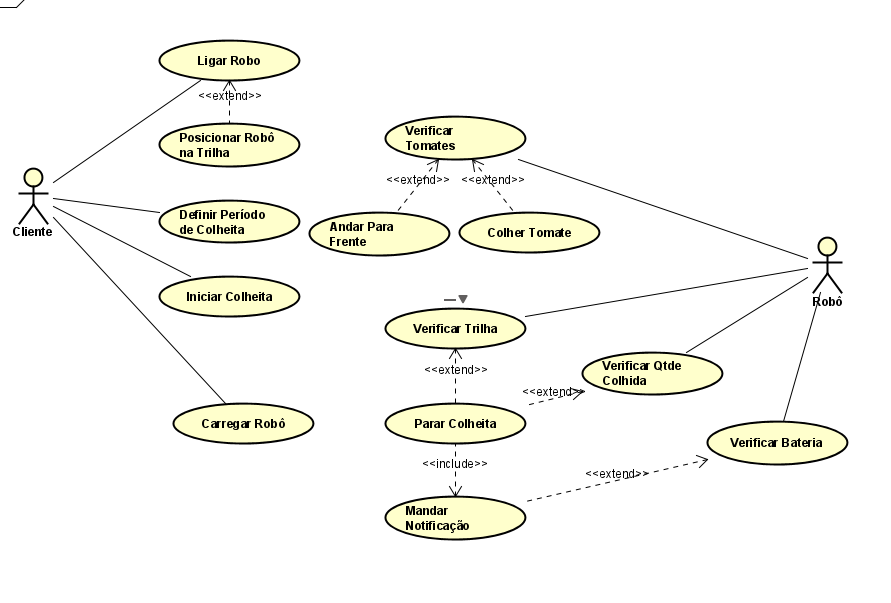 Ligar Robo
<<extend>>
Posicionar Robô
na Trilha
Cliente
Definir Período
de Colheita
Iniciar Colheita
Carregar Robô
Verificar
Tomates
<<extend>>
<<extend>>
Andar Para
Frente
Colher Tomate
Robô
Verificar Trilha
<<extend>>
Verificar Qtde
Colhida
<<extend>>
Parar Colheita
Verificar Bateria
<<include>>
<<extend>>
Mandar
Notificação